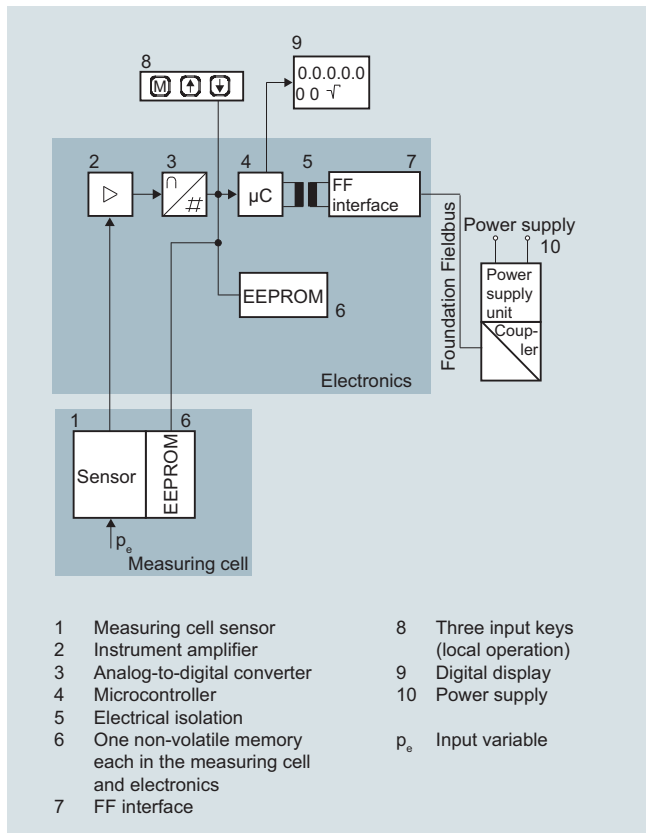 8
9
M
0.0.0.0.0
0 0 √
2
3
4
5
7
∩
#
µC
FF
interface
Foundation Fieldbus
Power supply
10
Power
supply
unit
Coup-
ler
EEPROM
6
Electronics
1
6
Sensor
EEPROM
pe
Measuring cell
1 Measuring cell sensor
2 Instrument amplifier
3 Analog-to-digital converter
4 Microcontroller
5 Electrical isolation
6 One non-volatile memory
each in the measuring cell
and electronics
7 FF interface
8 Three input keys
(local operation)
9 Digital display
10 Power supply
pe Input variable